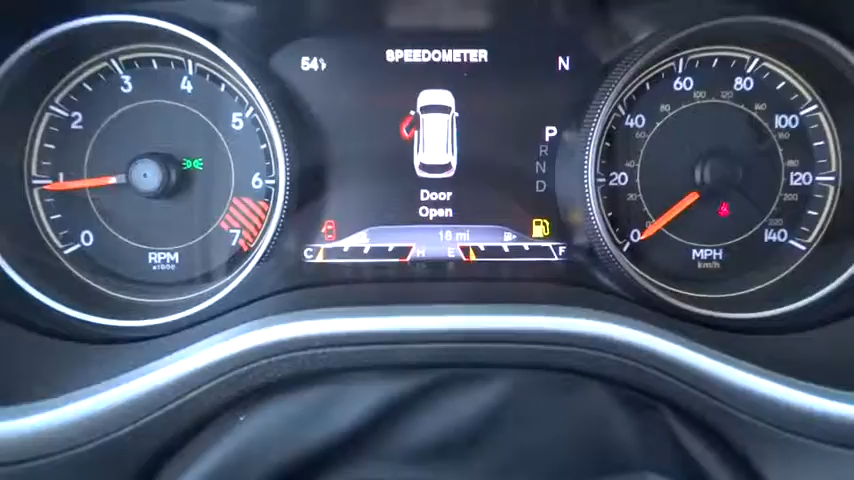 54°F
SPEEDOMETER
N
0 1 2 3 4 5 6 7
RPM
x1000
Door
Open
P
R
N
D
18 mi
C H E F
0 20 40 60 80 100 120 140
MPH
km/h